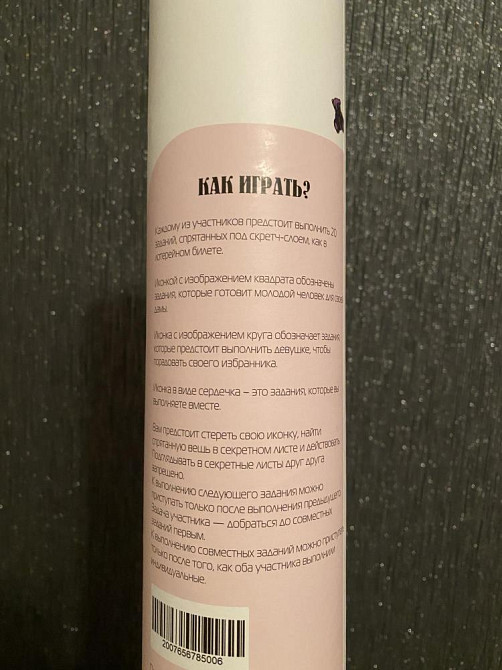 КАК ИГРАТЬ?
Каждому из участников предстоит выполнить 20
заданий, спрятанных под скретч-слоем, как в
лотерейном билете.
Иконкой с изображением квадрата обозначены
задания, которые готовит молодой человек для своей
дамы.
Иконка с изображением круга обозначает задания,
которые предстоит выполнить девушке, чтобы
порадовать своего избранника.
Иконка в виде сердечка – это задания, которые вы
выполняете вместе.
Вам предстоит стереть свою иконку, найти
спрятанную вещь в секретном листе и действовать
Подглядывать в секретные листы друг друга
запрещено.
К выполнению следующего задания можно
приступать только после выполнения предыдущего.
Задача участника — добраться до совместных
заданий первым.
К выполнению совместных заданий можно
только после того, как оба участника выполнили
индивидуальные.
2007656785006